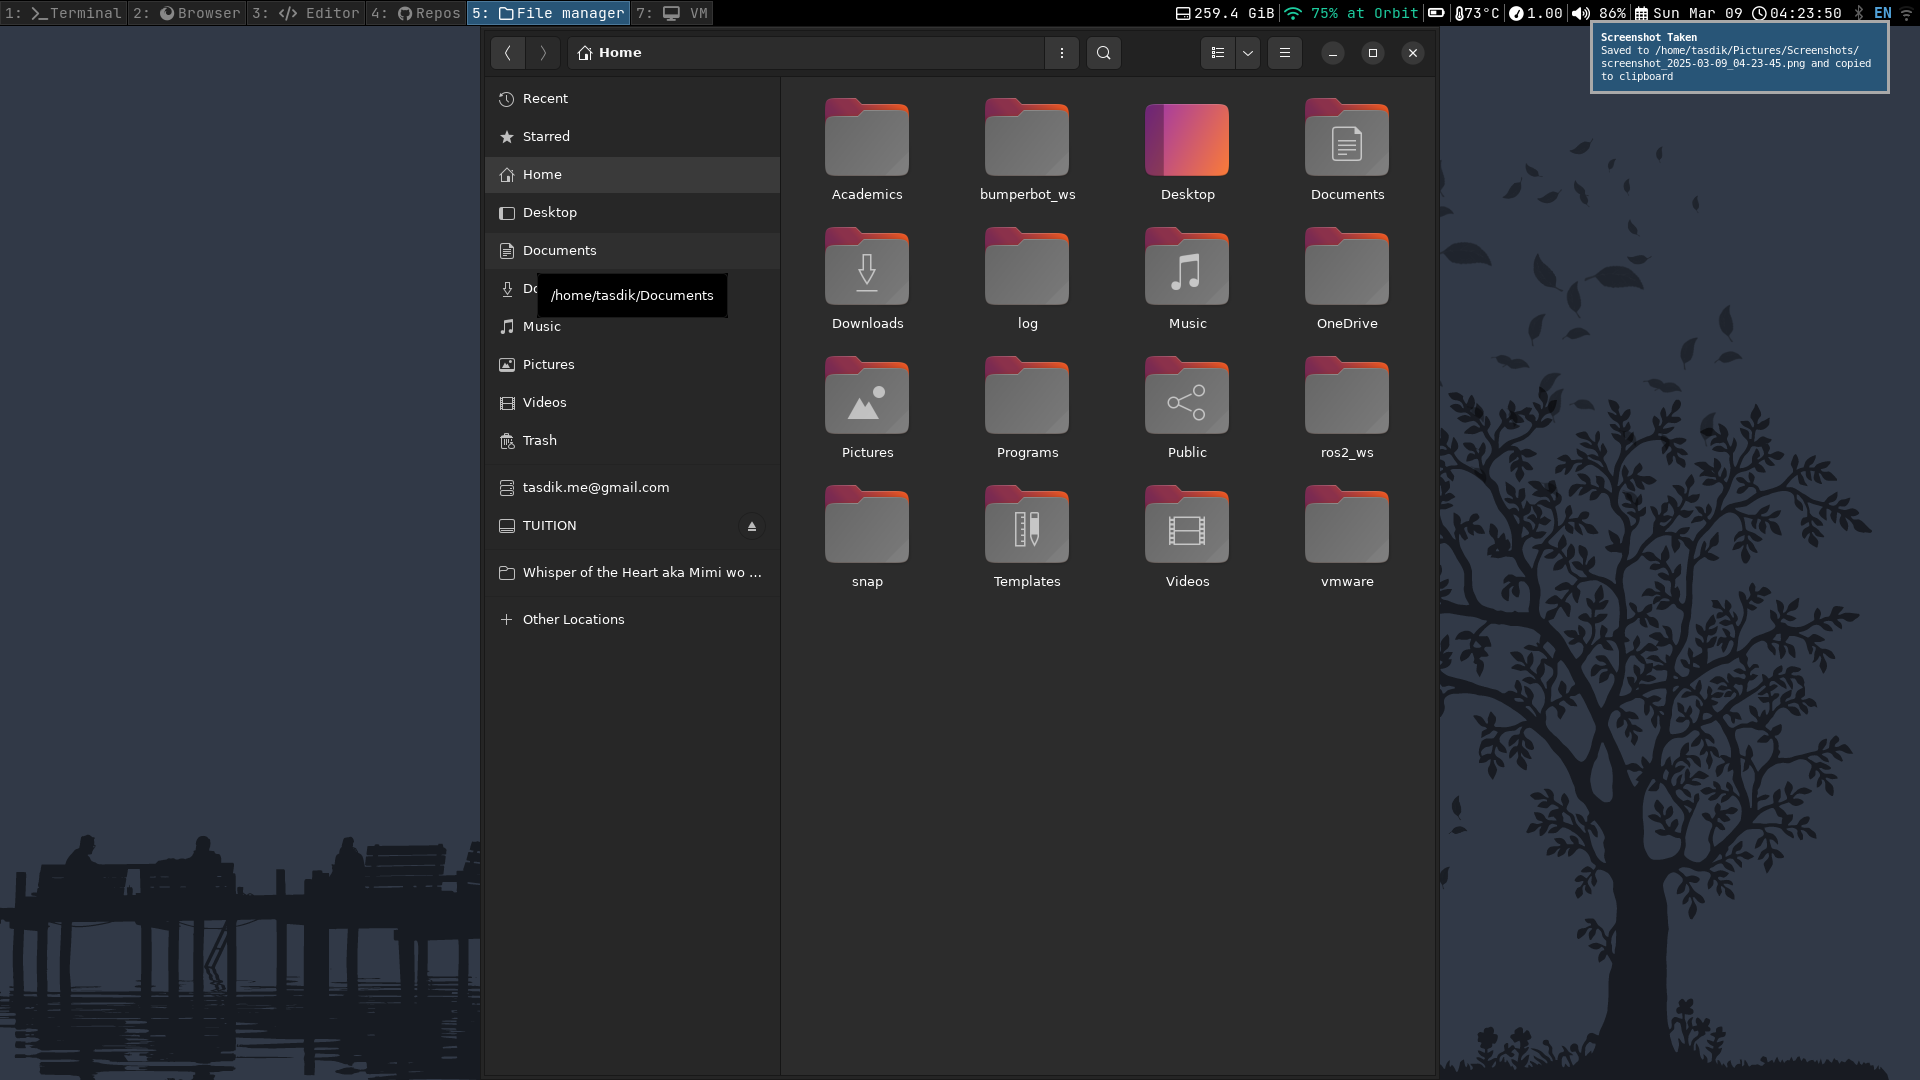 1: Terminal 2: Browser 3: Editor 4: Repos 5: File manager 7: VM 259.4 GiB 75% at Orbit 73°C 1.00 86% Sun Mar 09 04:23:50 EN
Screenshot Taken
Saved to /home/tasdik/Pictures/Screenshots/
screenshot_2025-03-09_04-23-45.png and copied
to clipboard
Home
Recent
Starred
Home
Desktop
Documents
Do
/home/tasdik/Documents
Music
Pictures
Videos
Trash
tasdik.me@gmail.com
TUITION
Whisper of the Heart aka Mimi wo ...
Other Locations
Academics bumperbot_ws Desktop Documents
Downloads log Music OneDrive
Pictures Programs Public ros2_ws
snap Templates Videos vmware